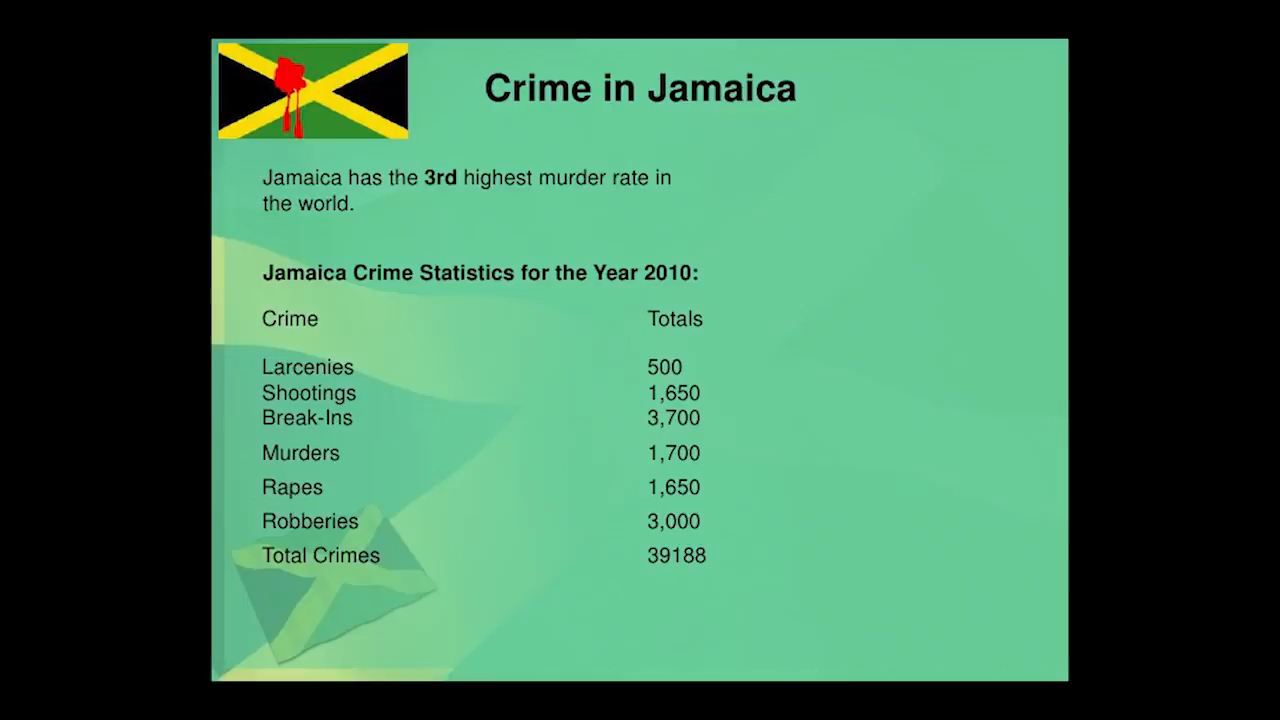 Crime in Jamaica
Jamaica has the 3rd highest murder rate in
the world.
Jamaica Crime Statistics for the Year 2010:
Crime Totals
Larcenies 500
Shootings 1,650
Break-Ins 3,700
Murders 1,700
Rapes 1,650
Robberies 3,000
Total Crimes 39188